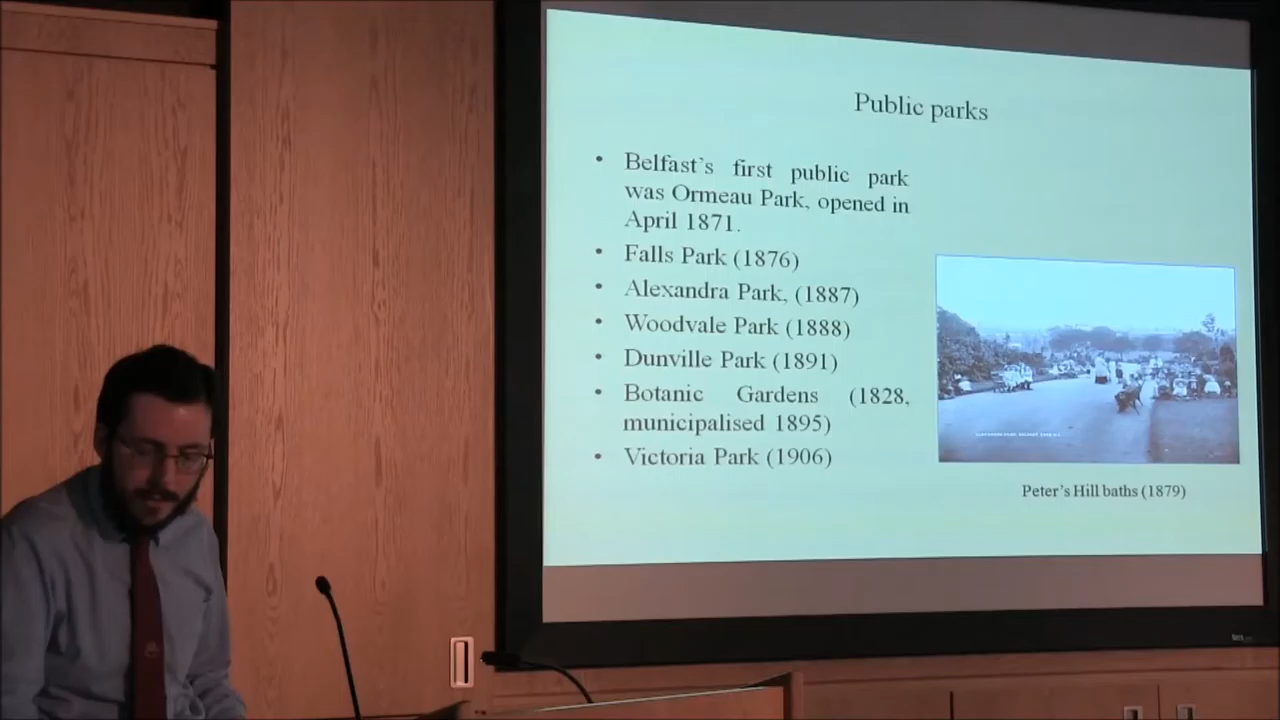 Public parks
• Belfast's first public park
was Ormeau Park, opened in
April 1871.
• Falls Park (1876)
• Alexandra Park, (1887)
• Woodvale Park (1888)
• Dunville Park (1891)
• Botanic Gardens (1828,
municipalised 1895)
• Victoria Park (1906)
Peter's Hill baths (1879)